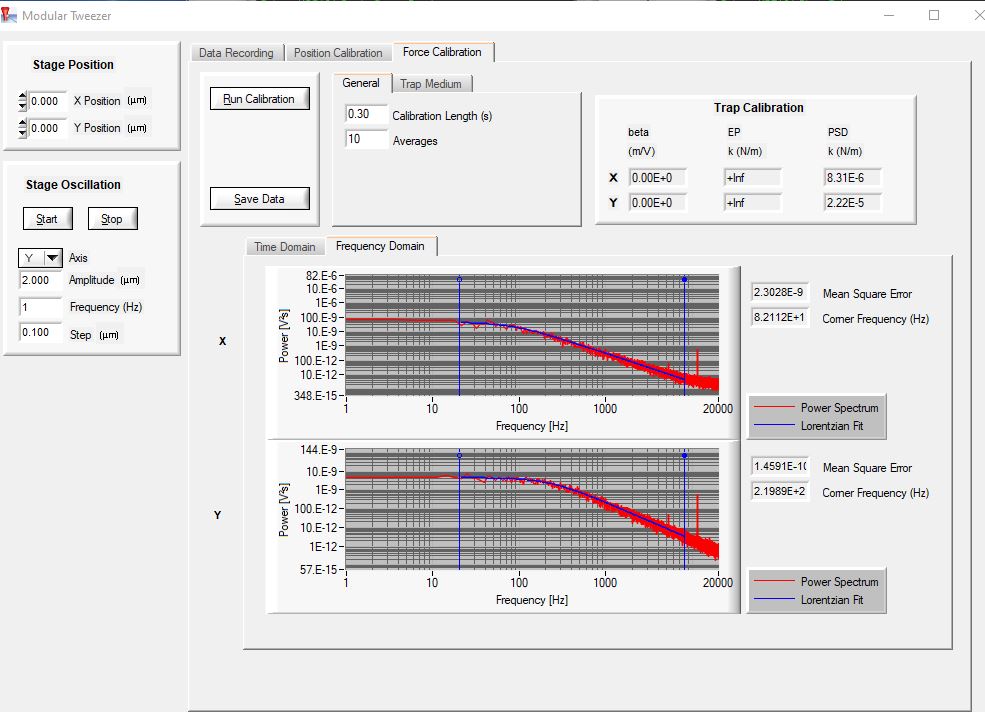 Modular Tweezer
Stage Position
0.000 X Position (µm)
0.000 Y Position (µm)
Stage Oscillation
Start Stop
Y Axis
2.000 Amplitude (µm)
1 Frequency (Hz)
0.100 Step (µm)
Data Recording Position Calibration Force Calibration
Run Calibration
Save Data
General Trap Medium
0.30 Calibration Length (s)
10 Averages
Trap Calibration
beta EP PSD
(m/V) k (N/m) k (N/m)
X 0.00E+0 +Inf 8.31E-6
Y 0.00E+0 +Inf 2.22E-5
Time Domain Frequency Domain
X
Power [V²s]
82.E-6
10.E-6
1E-6
100.E-9
10.E-9
1E-9
100.E-12
10.E-12
348.E-15
1 10 100 1000 20000
Frequency [Hz]
2.3028E-9 Mean Square Error
8.2112E+1 Corner Frequency (Hz)
Power Spectrum
Lorentzian Fit
Y
Power [V²s]
144.E-9
10.E-9
1E-9
100.E-12
10.E-12
1E-12
57.E-15
1 10 100 1000 20000
Frequency [Hz]
1.4591E-10 Mean Square Error
2.1989E+2 Corner Frequency (Hz)
Power Spectrum
Lorentzian Fit